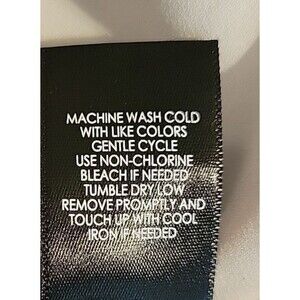 MACHINE WASH COLD
WITH LIKE COLORS
GENTLE CYCLE
USE NON-CHLORINE
BLEACH IF NEEDED
TUMBLE DRY LOW
REMOVE PROMPTLY AND
TOUCH UP WITH COOL
IRON IF NEEDED